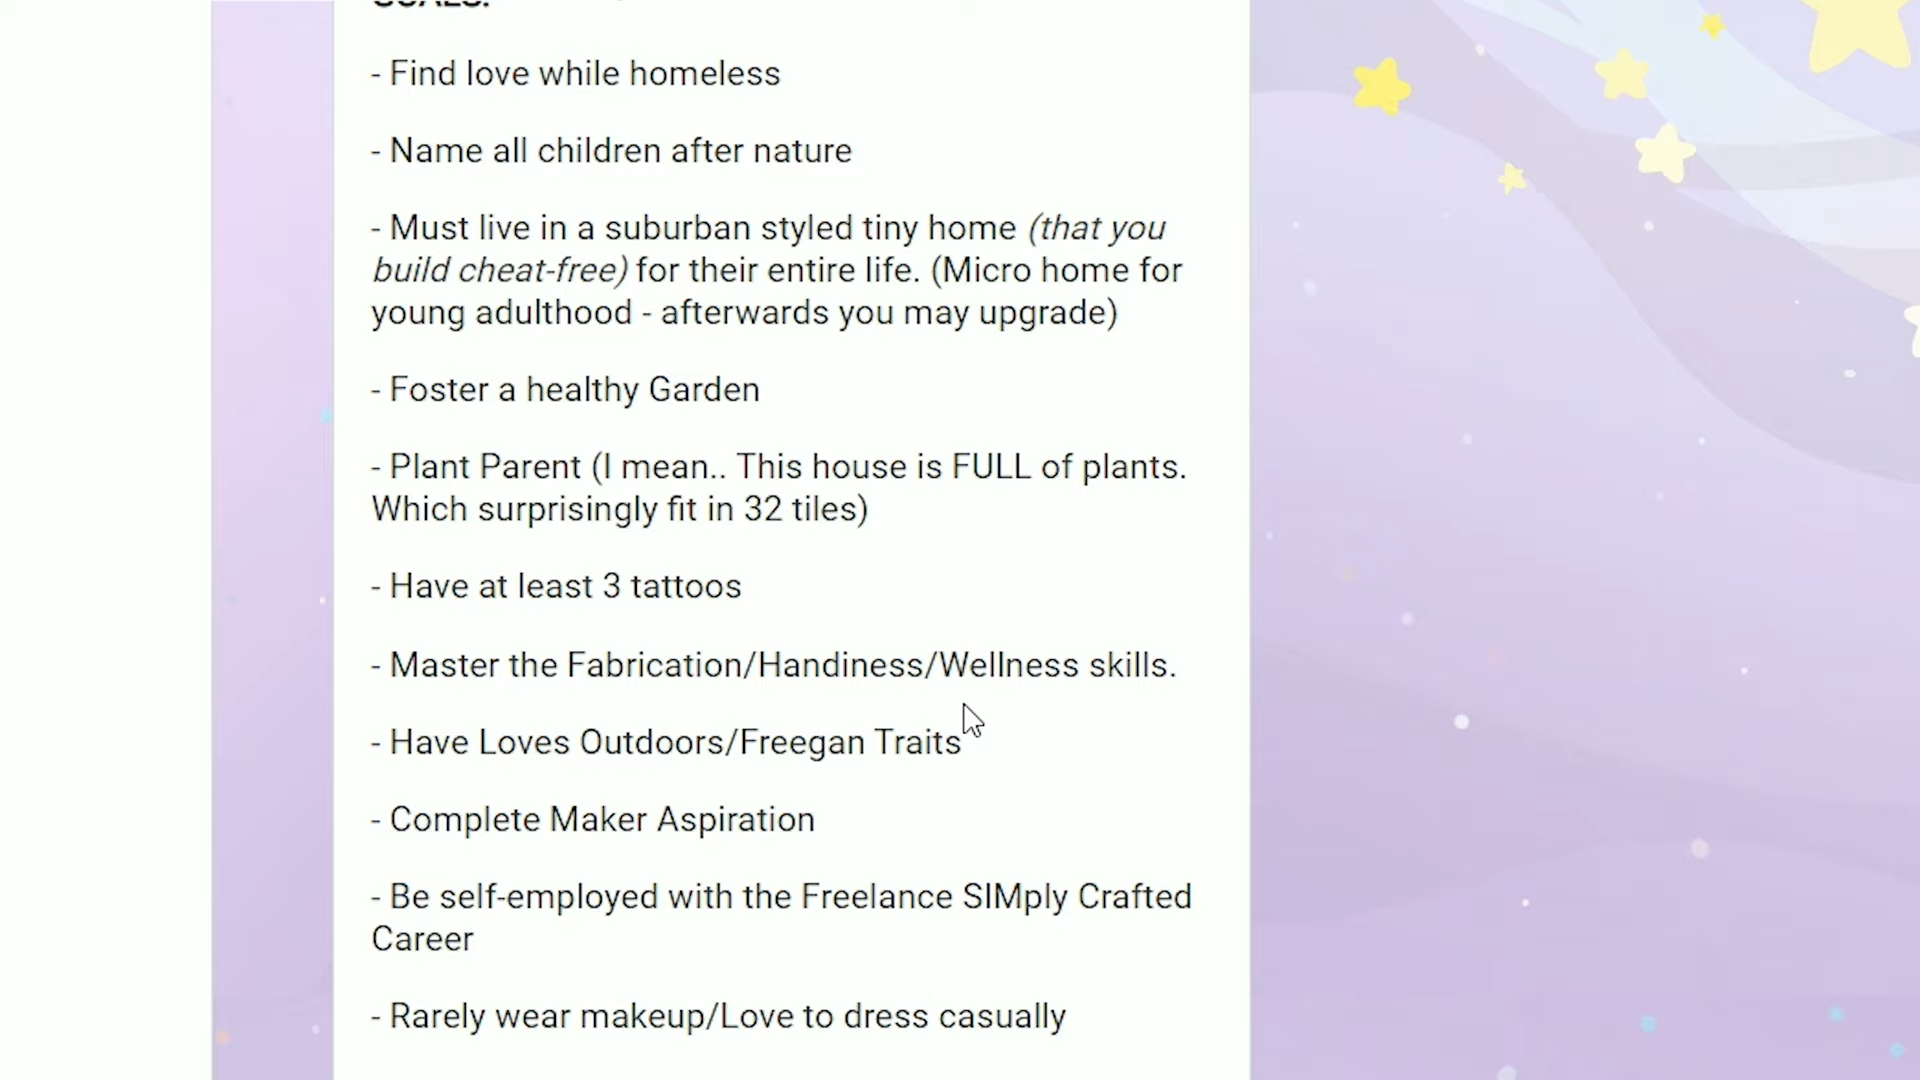 GOALS:
- Find love while homeless
- Name all children after nature
- Must live in a suburban styled tiny home (that you
build cheat-free) for their entire life. (Micro home for
young adulthood - afterwards you may upgrade)
- Foster a healthy Garden
- Plant Parent (I mean.. This house is FULL of plants.
Which surprisingly fit in 32 tiles)
- Have at least 3 tattoos
- Master the Fabrication/Handiness/Wellness skills.
- Have Loves Outdoors/Freegan Traits
- Complete Maker Aspiration
- Be self-employed with the Freelance SIMply Crafted
Career
- Rarely wear makeup/Love to dress casually